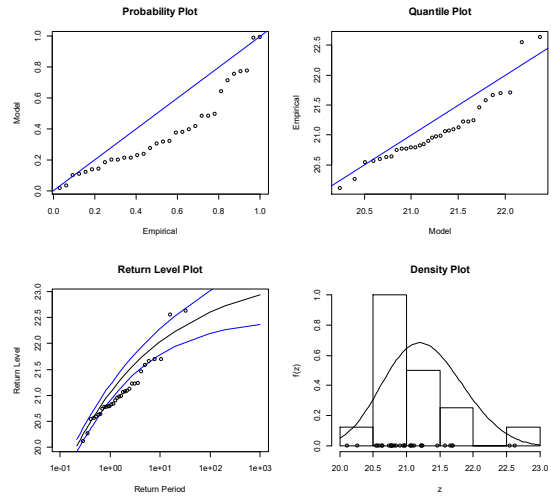 Probability Plot
Model
0.0 0.2 0.4 0.6 0.8 1.0
0.0 0.2 0.4 0.6 0.8 1.0
Empirical
Quantile Plot
Empirical
20.5 21.0 21.5 22.0 22.5
20.5 21.0 21.5 22.0
Model
Return Level Plot
Return Level
20.0 20.5 21.0 21.5 22.0 22.5 23.0
1e-01 1e+00 1e+01 1e+02 1e+03
Return Period
Density Plot
f(z)
0.0 0.2 0.4 0.6 0.8 1.0
20.0 20.5 21.0 21.5 22.0 22.5 23.0
z